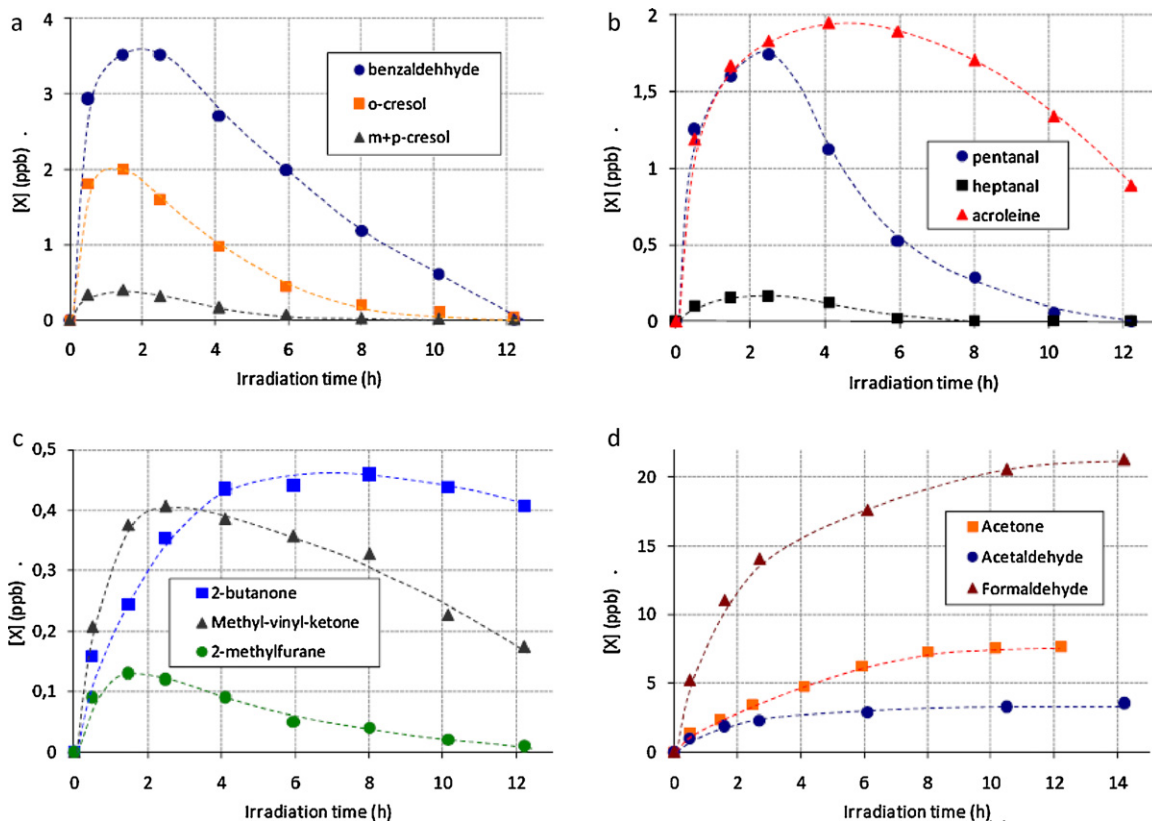 a
[X] (ppb) .
4
3
2
1
0
benzaldehhyde
o-cresol
m+p-cresol
0 2 4 6 8 10 12
Irradiation time (h)
b
[X] (ppb) .
2
1,5
1
0,5
0
pentanal
heptanal
acroleine
0 2 4 6 8 10 12
Irradiation time (h)
c
[X] (ppb) .
0,5
0,4
0,3
0,2
0,1
0
2-butanone
Methyl-vinyl-ketone
2-methylfurane
0 2 4 6 8 10 12
Irradiation time (h)
d
[X] (ppb) .
20
15
10
5
0
Acetone
Acetaldehyde
Formaldehyde
0 2 4 6 8 10 12 14
Irradiation time (h)